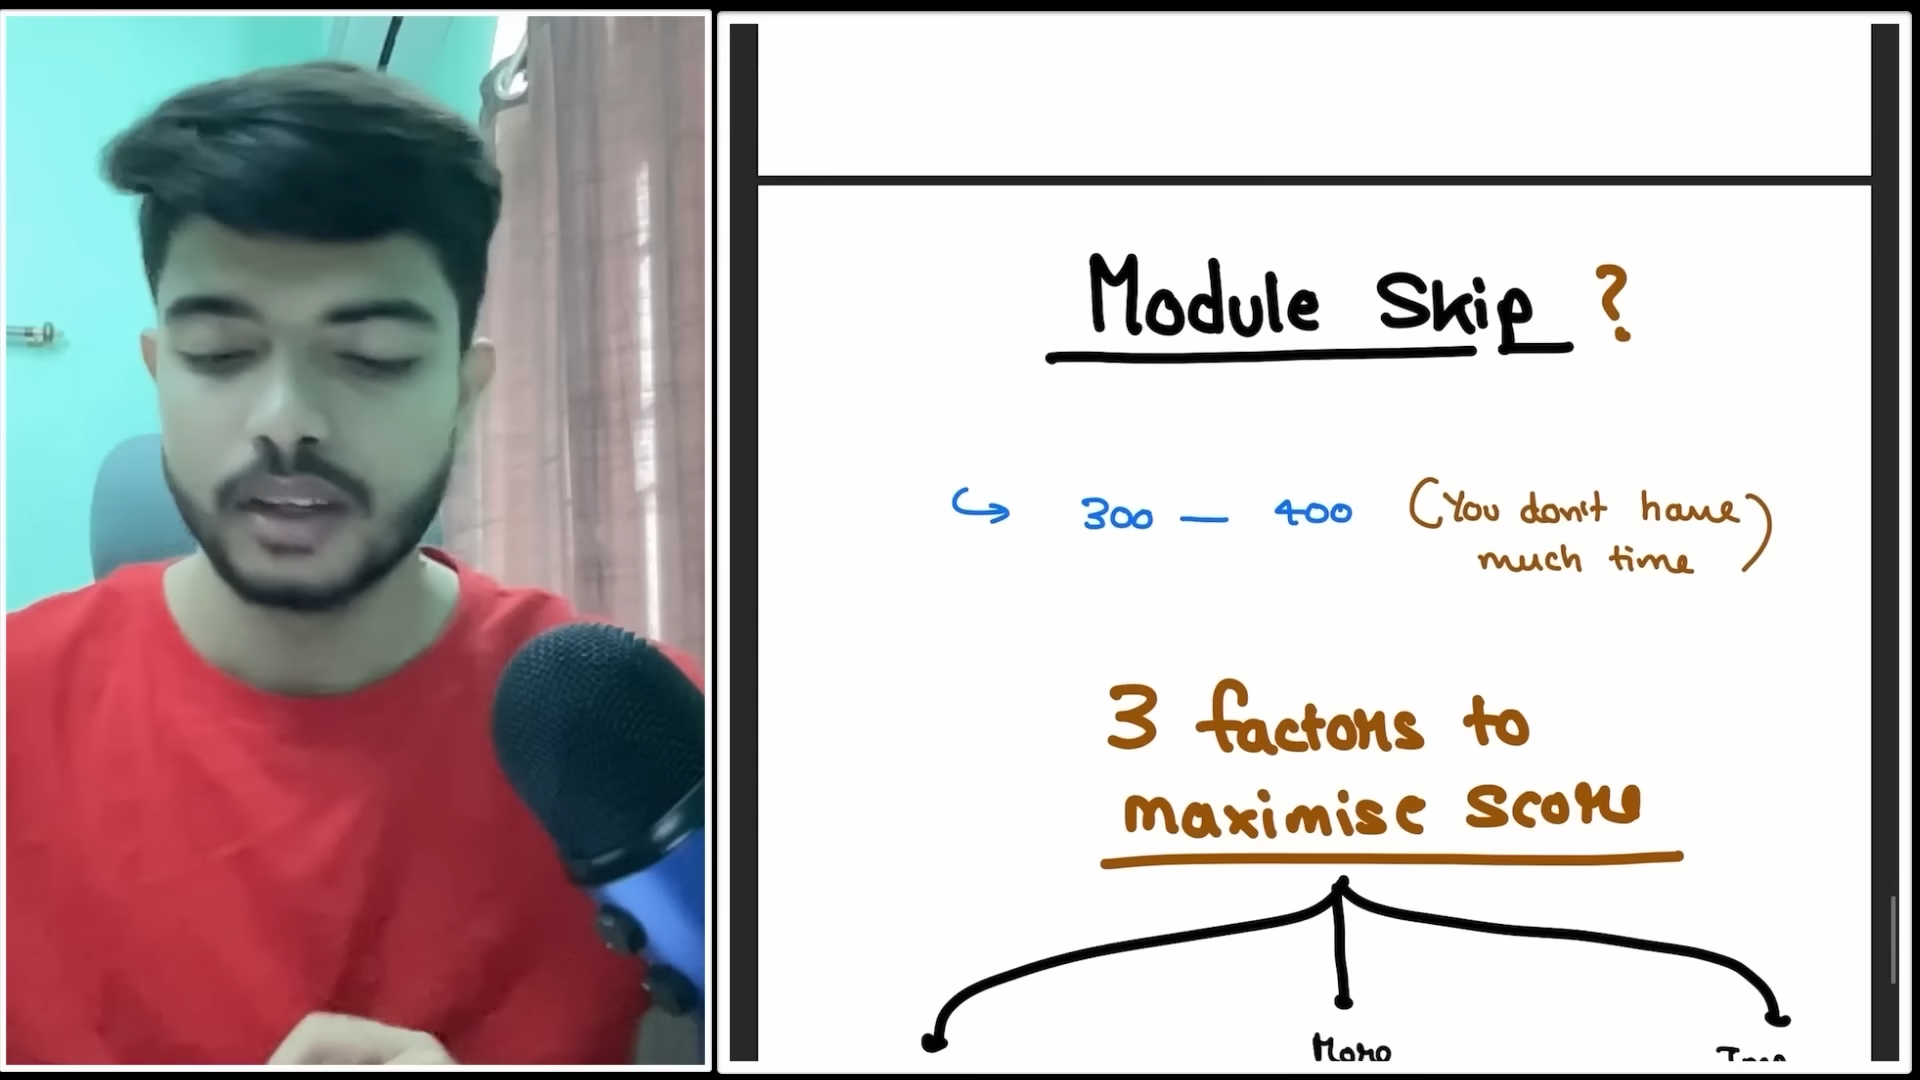 Module Skip ?
↪ 300 — 400 (You don't have
much time)
3 factors to
maximise score
More